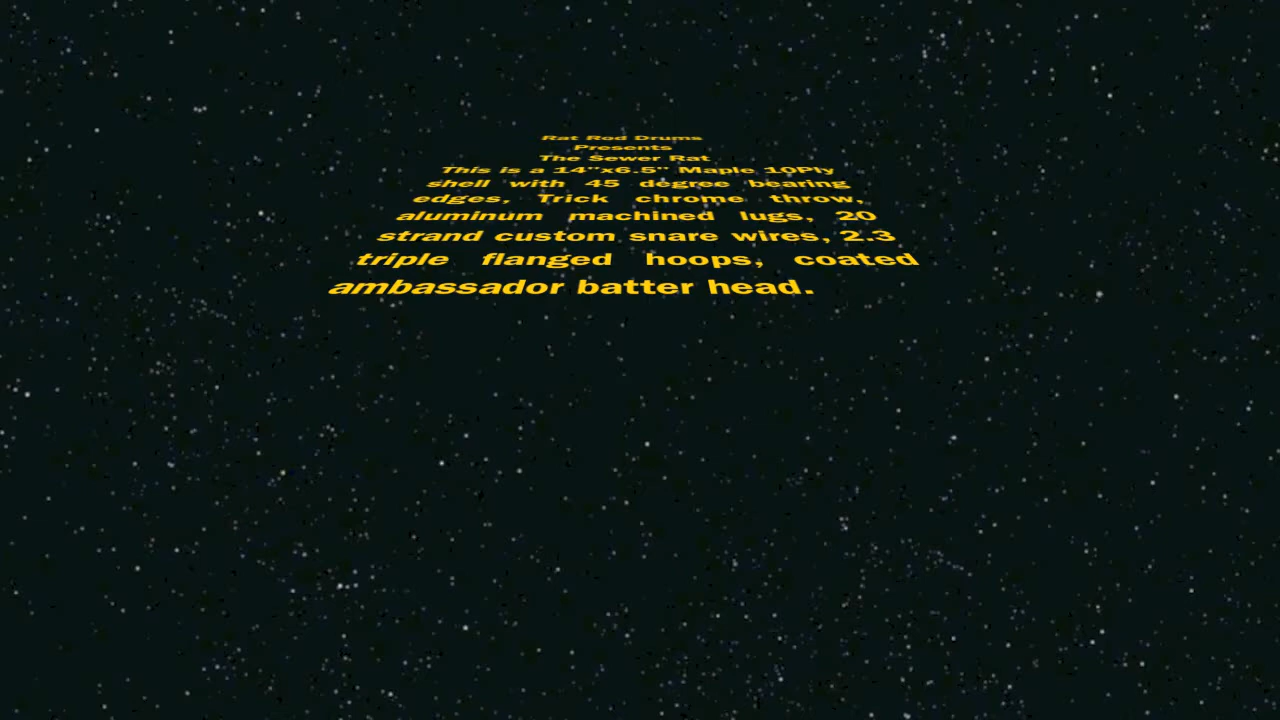 Rat Rod Drums
Presents
The Sewer Rat
This is a 14"x6.5" Maple 10Ply
shell with 45 degree bearing
edges, Trick chrome throw,
aluminum machined lugs, 20
strand custom snare wires, 2.3
triple flanged hoops, coated
ambassador batter head.